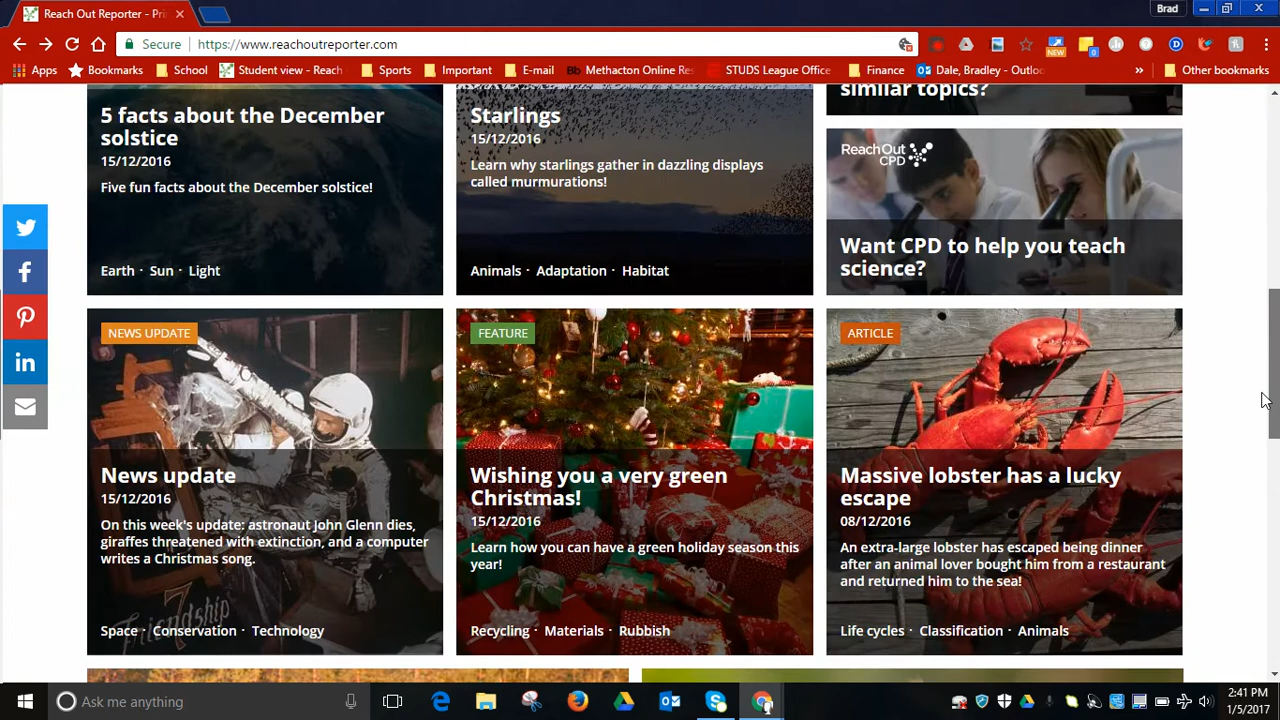 Reach Out Reporter - Pri
Brad
Secure
https://www.reachoutreporter.com
NEW
0
Apps
Bookmarks
School
Student view - Reach
Sports
Important
E-mail
Bb
Methacton Online Res
STUDS League Office
Finance
Dale, Bradley - Outloo
»
Other bookmarks
5 facts about the December
solstice
15/12/2016
Five fun facts about the December solstice!
Earth · Sun · Light
Starlings
15/12/2016
Learn why starlings gather in dazzling displays
called murmurations!
Animals · Adaptation · Habitat
similar topics?
ReachOut
CPD
Want CPD to help you teach
science?
NEWS UPDATE
News update
15/12/2016
On this week's update: astronaut John Glenn dies,
giraffes threatened with extinction, and a computer
writes a Christmas song.
Friendship
7
Space · Conservation · Technology
FEATURE
Wishing you a very green
Christmas!
15/12/2016
Learn how you can have a green holiday season this
year!
Recycling · Materials · Rubbish
ARTICLE
Massive lobster has a lucky
escape
08/12/2016
An extra-large lobster has escaped being dinner
after an animal lover bought him from a restaurant
and returned him to the sea!
Life cycles · Classification · Animals
Ask me anything
2:41 PM
1/5/2017